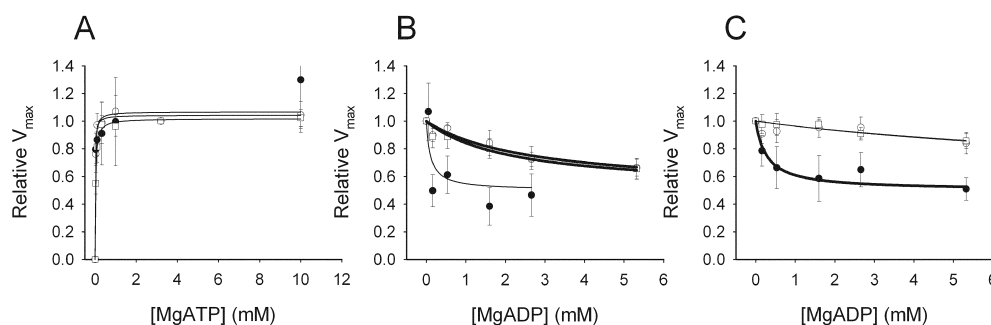 A B C
1.4 1.4 1.4
1.2 1.2 1.2
1.0 1.0 1.0
0.8 0.8 0.8
0.6 0.6 0.6
0.4 0.4 0.4
0.2 0.2 0.2
0.0 0.0 0.0
Relative Vmax Relative Vmax Relative Vmax
0 2 4 6 8 10 12 0 1 2 3 4 5 6 0 1 2 3 4 5 6
[MgATP] (mM) [MgADP] (mM) [MgADP] (mM)